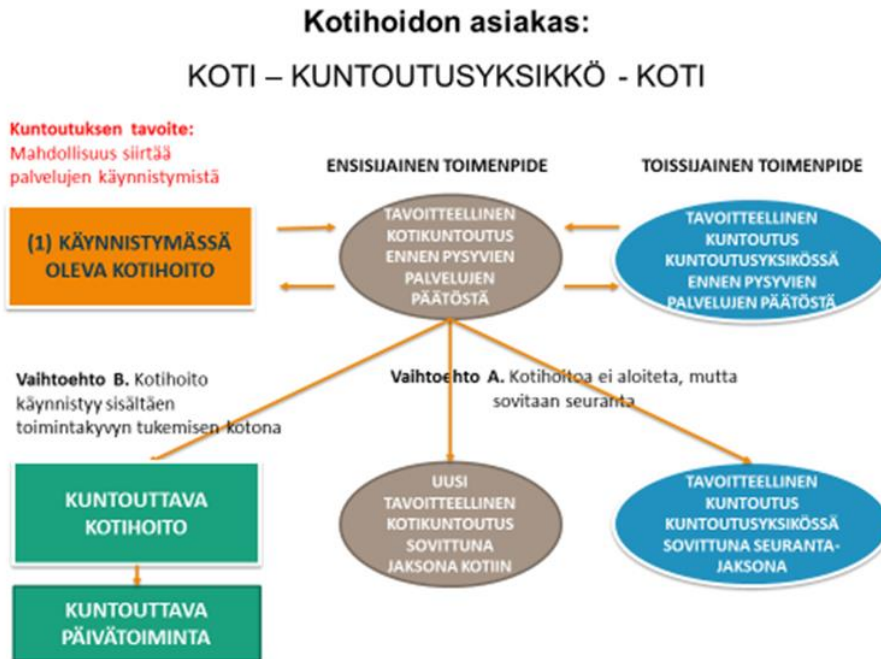 Kotihoidon asiakas:
KOTI – KUNTOUTUSYKSIKKÖ - KOTI
Kuntoutuksen tavoite:
Mahdollisuus siirtää
palvelujen käynnistymistä
ENSISIJAINEN TOIMENPIDE
TOISSIJAINEN TOIMENPIDE
(1) KÄYNNISTYMÄSSÄ
OLEVA KOTIHOITO
TAVOITTEELLINEN
KOTIKUNTOUTUS
ENNEN PYSYVIEN
PALVELUJEN
PÄÄTÖSTÄ
TAVOITTEELLINEN
KUNTOUTUS
KUNTOUTUSYKSIKÖSSÄ
ENNEN PYSYVIEN
PALVELUJEN PÄÄTÖSTÄ
Vaihtoehto B. Kotihoito
käynnistyy sisältäen
toimintakyvyn tukemisen kotona
Vaihtoehto A. Kotihoitoa ei aloiteta, mutta
sovitaan seuranta
KUNTOUTTAVA
KOTIHOITO
UUSI
TAVOITTEELLINEN
KOTIKUNTOUTUS
SOVITTUNA
JAKSONA KOTIIN
TAVOITTEELLINEN
KUNTOUTUS
KUNTOUTUSYKSIKÖSSÄ
SOVITTUNA SEURANTA-
JAKSONA
KUNTOUTTAVA
PÄIVÄTOIMINTA